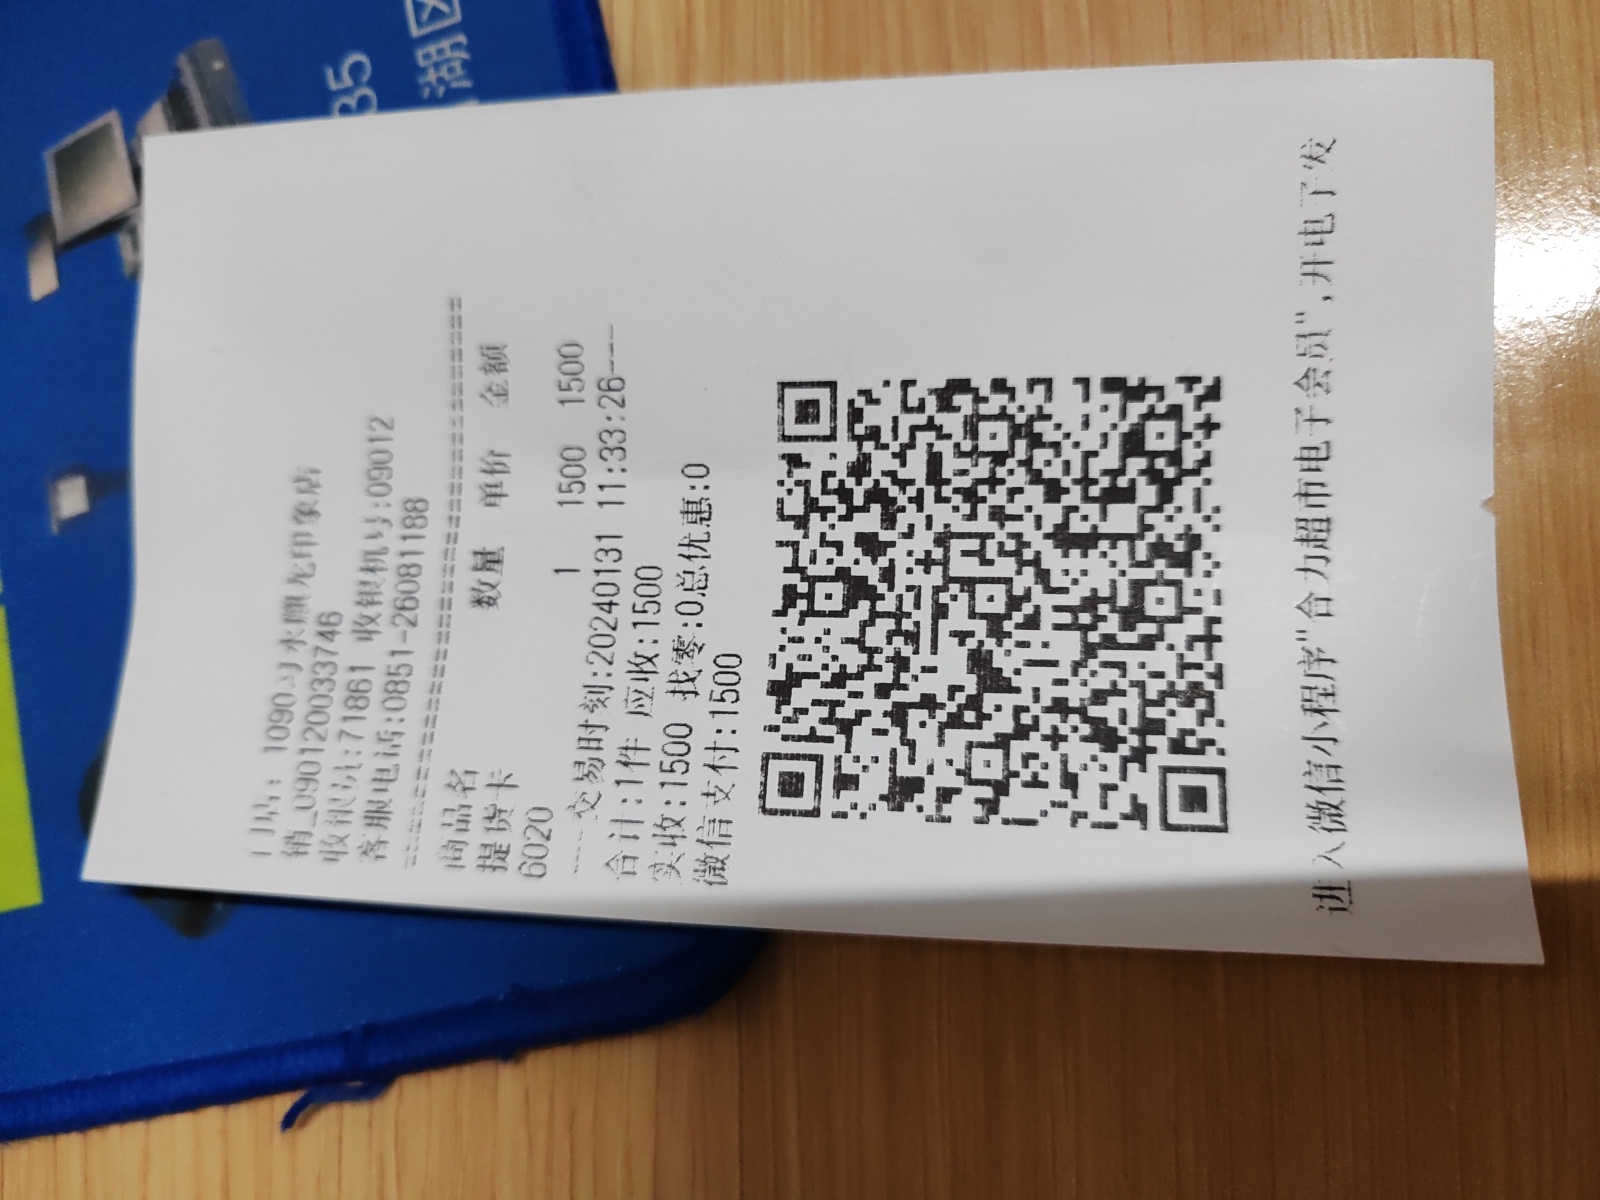 门店: 1090习水酿龙印象店
销_090120033746
收银员:71861 收银机号:09012
客服电话:0851-26081188
==============================
商品名 数量 单价 金额
提货卡
6020 1 1500 1500
----交易时刻:20240131 11:33:26----
合计:1件 应收:1500
实收:1500 找零:0总优惠:0
微信支付:1500
进入微信小程序"合力超市电子会员",开电子发
35
湖区